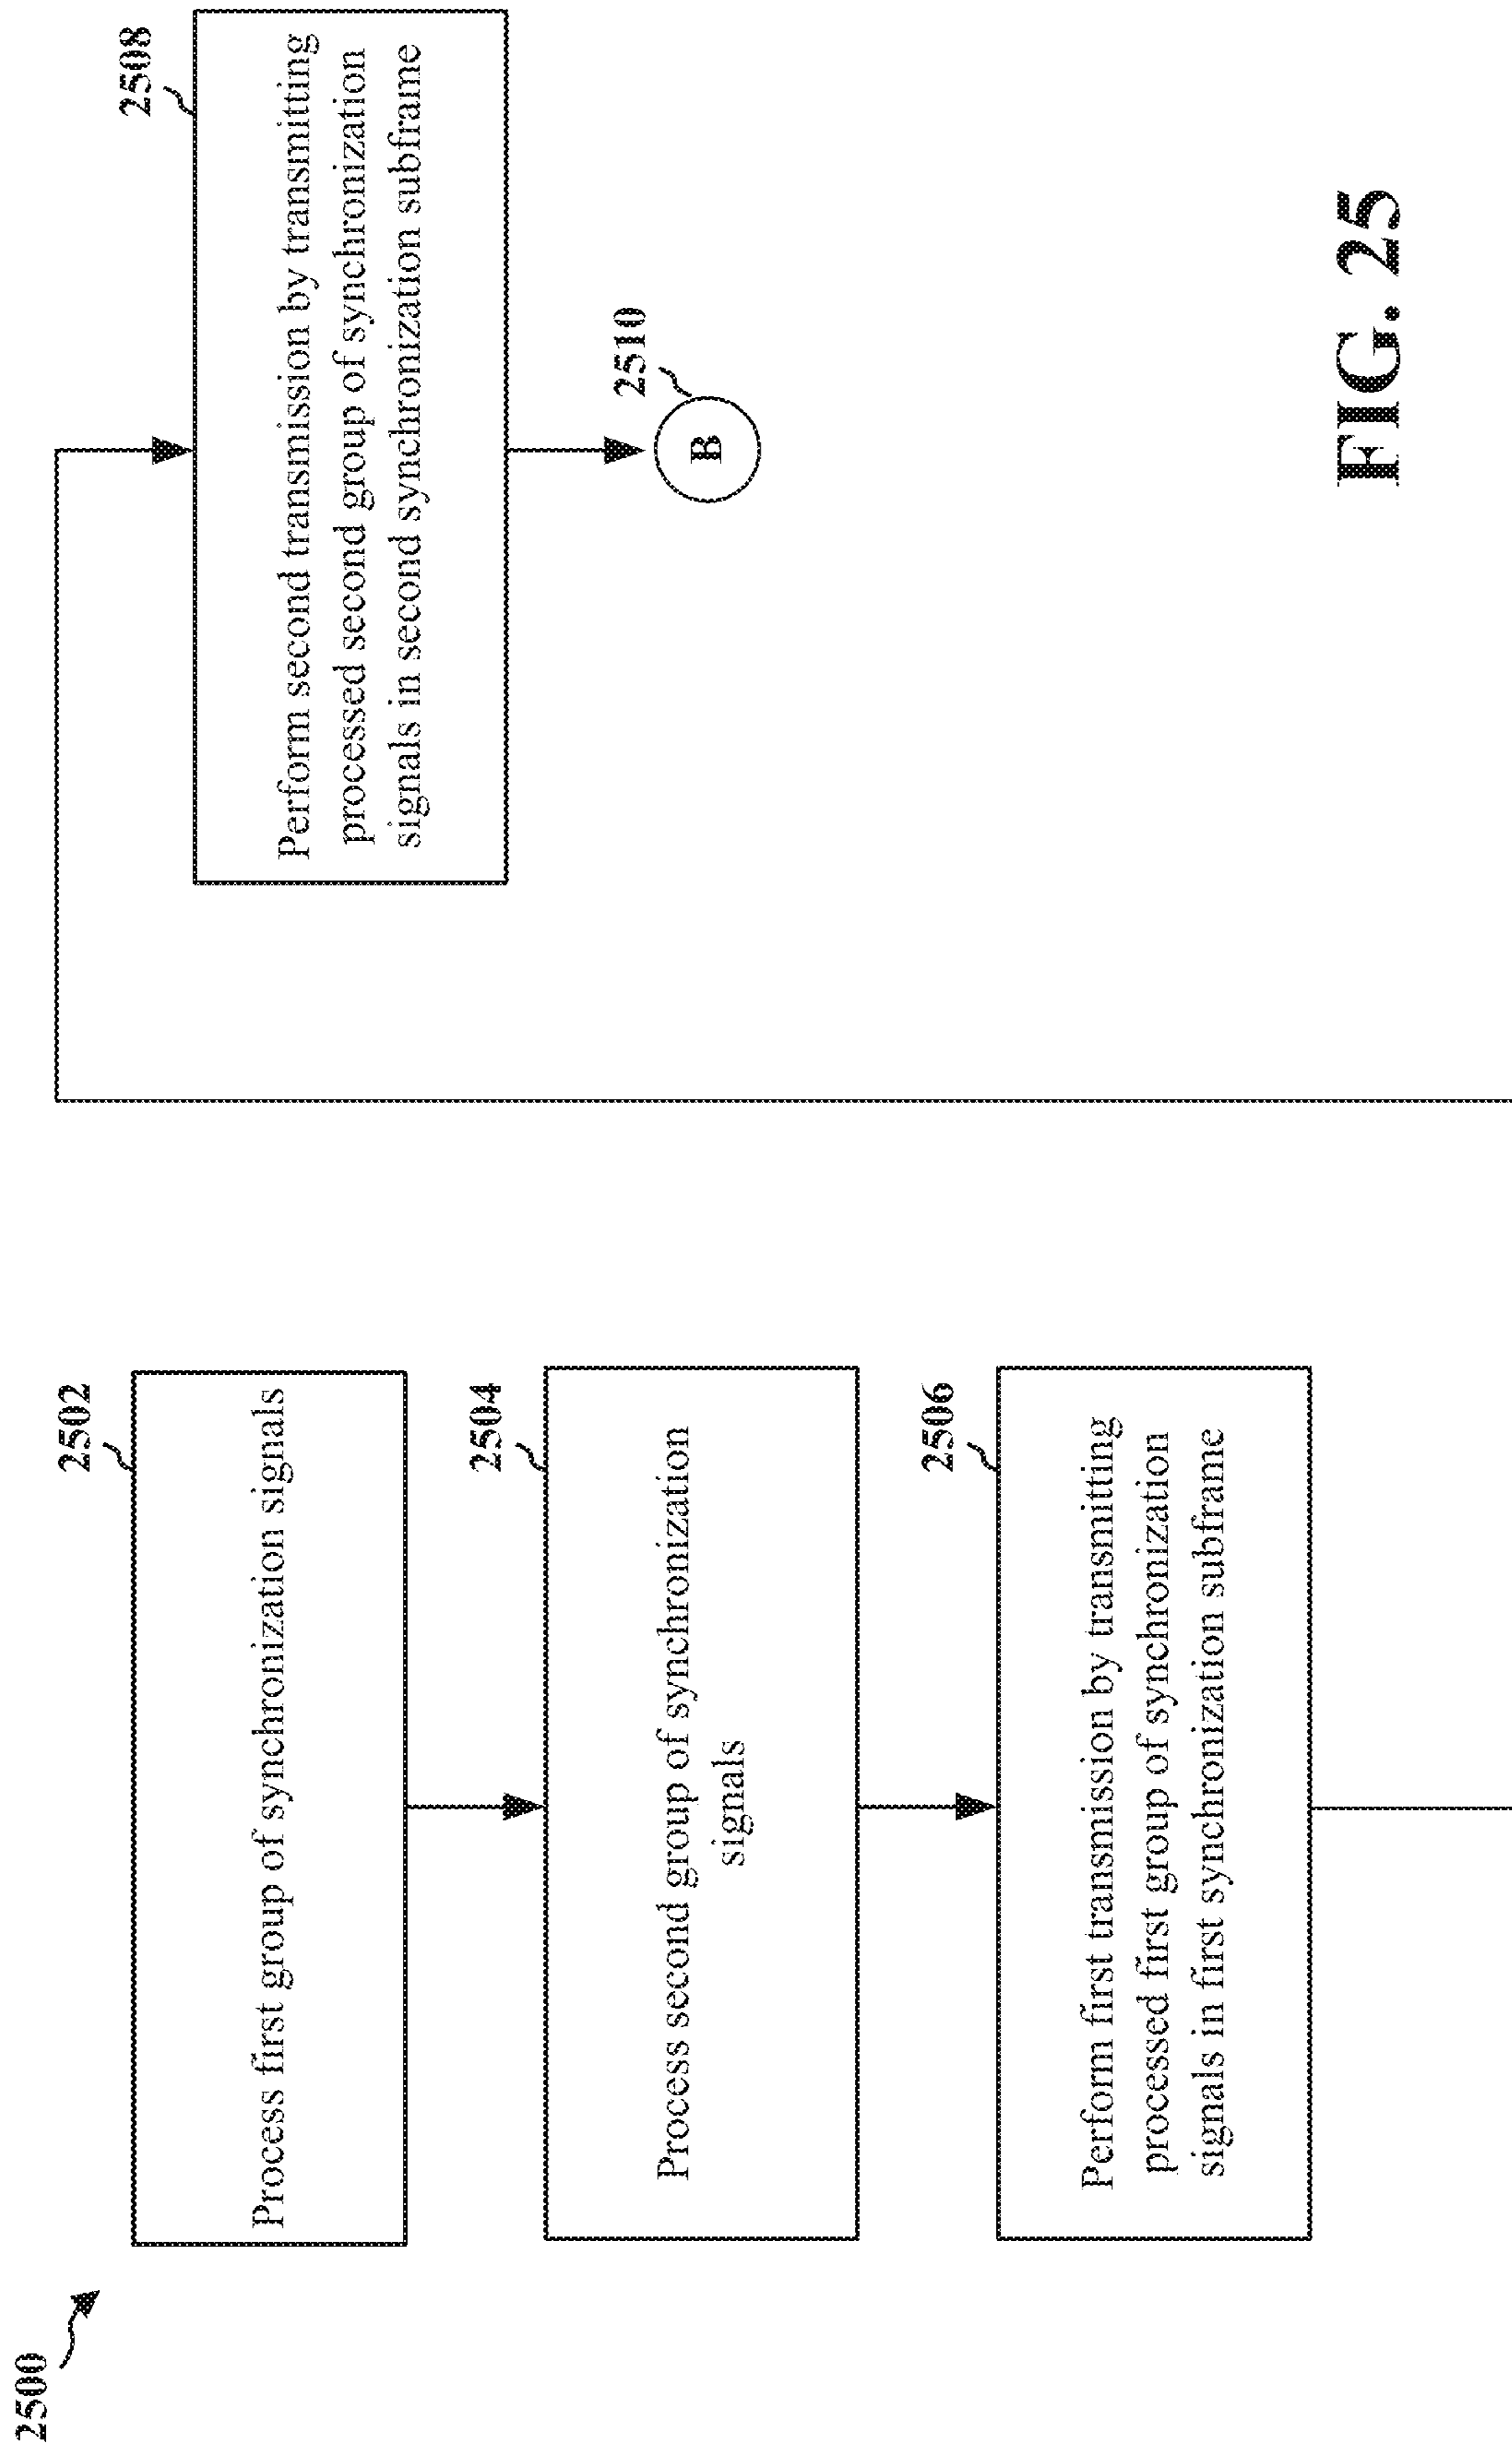 2500
2502
Process first group of synchronization signals
2504
Process second group of synchronization
signals
2506
Perform first transmission by transmitting
processed first group of synchronization
signals in first synchronization subframe
2508
Perform second transmission by transmitting
processed second group of synchronization
signals in second synchronization subframe
2510
B
FIG. 25